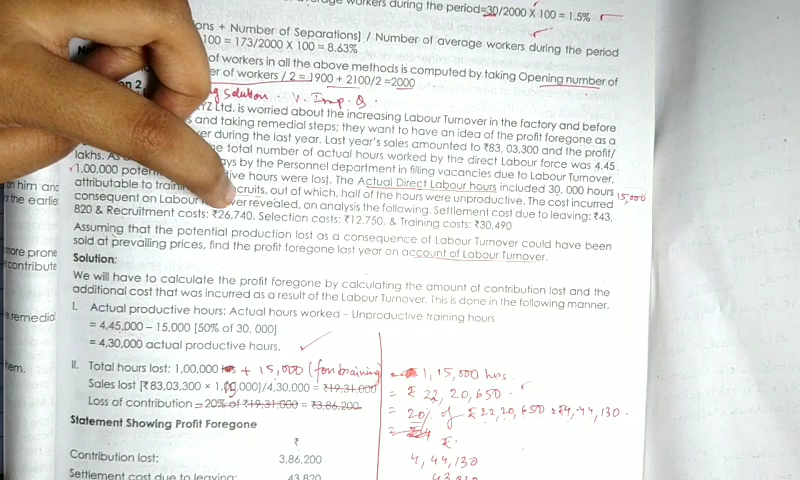 workers during the period=30/2000 X 100 = 1.5%
ons + Number of Separations] / Number of average workers during the period
100 = 173/2000 X 100 = 8.63%
of workers in all the above methods is computed by taking Opening number of
er of workers / 2 = 1900 + 2100/2 =2000
g solution. V. Imp. Q.
YZ Ltd. is worried about the increasing Labour Turnover in the factory and before
s and taking remedial steps; they want to have an idea of the profit foregone as a
er during the last year. Last year's sales amounted to ₹83, 03,300 and the profit/
he total number of actual hours worked by the direct Labour force was 4.45
lakhs. As
ays by the Personnel department in filling vacancies due to Labour Turnover,
1,00,000 poten
tive hours were lost. The Actual Direct Labour hours included 30, 000 hours 15,000
attributable to train
cruits, out of which, half of the hours were unproductive. The cost incurred
consequent on Labour
ver revealed, on analysis the following. Settlement cost due to leaving: ₹43,
820 & Recruitment costs: ₹26,740. Selection costs: ₹12,750. & Training costs: ₹30,490
Assuming that the potential production lost as a consequence of Labour Turnover could have been
sold at prevailing prices, find the profit foregone last year on account of Labour Turnover.
Solution:
We will have to calculate the profit foregone by calculating the amount of contribution lost and the
additional cost that was incurred as a result of the Labour Turnover. This is done in the following manner.
I. Actual productive hours: Actual hours worked – Unproductive training hours
= 4,45,000 – 15,000 [50% of 30, 000]
= 4,30,000 actual productive hours.
II. Total hours lost: 1,00,000 + 15,000 (for training) = 1,15,000 hrs.
Sales lost [₹83,03,300 × 1,15,000]/4,30,000 = ₹19,31,000 = ₹ 22,20,650.
Loss of contribution = 20% of ₹19,31,000 = ₹3,86,200 = 20% of ₹22,20,650 = ₹4,44,130.
Statement Showing Profit Foregone
₹ ₹.
Contribution lost: 3,86,200 4,44,130
Settlement cost due to leaving: 43,820
on him and
the earlie
more prone
contribute
remedia
hem.